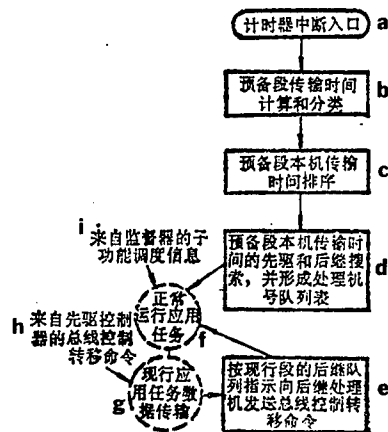 计时器中断入口
a
预备段传输时间
计算和分类
b
预备段本机传输
时间排序
c
预备段本机传输时
间的先驱和后继搜
索，并形成处理机
号队列表
d
i
来自监督器的子
功能调度信息
正常
运行应用
任务
f
h
来自先驱控制
器的总线控制
转移命令
现行应
用任务数
据传输
g
按现行段的后继队
列指示向后继处理
机发送总线控制转
移命令
e